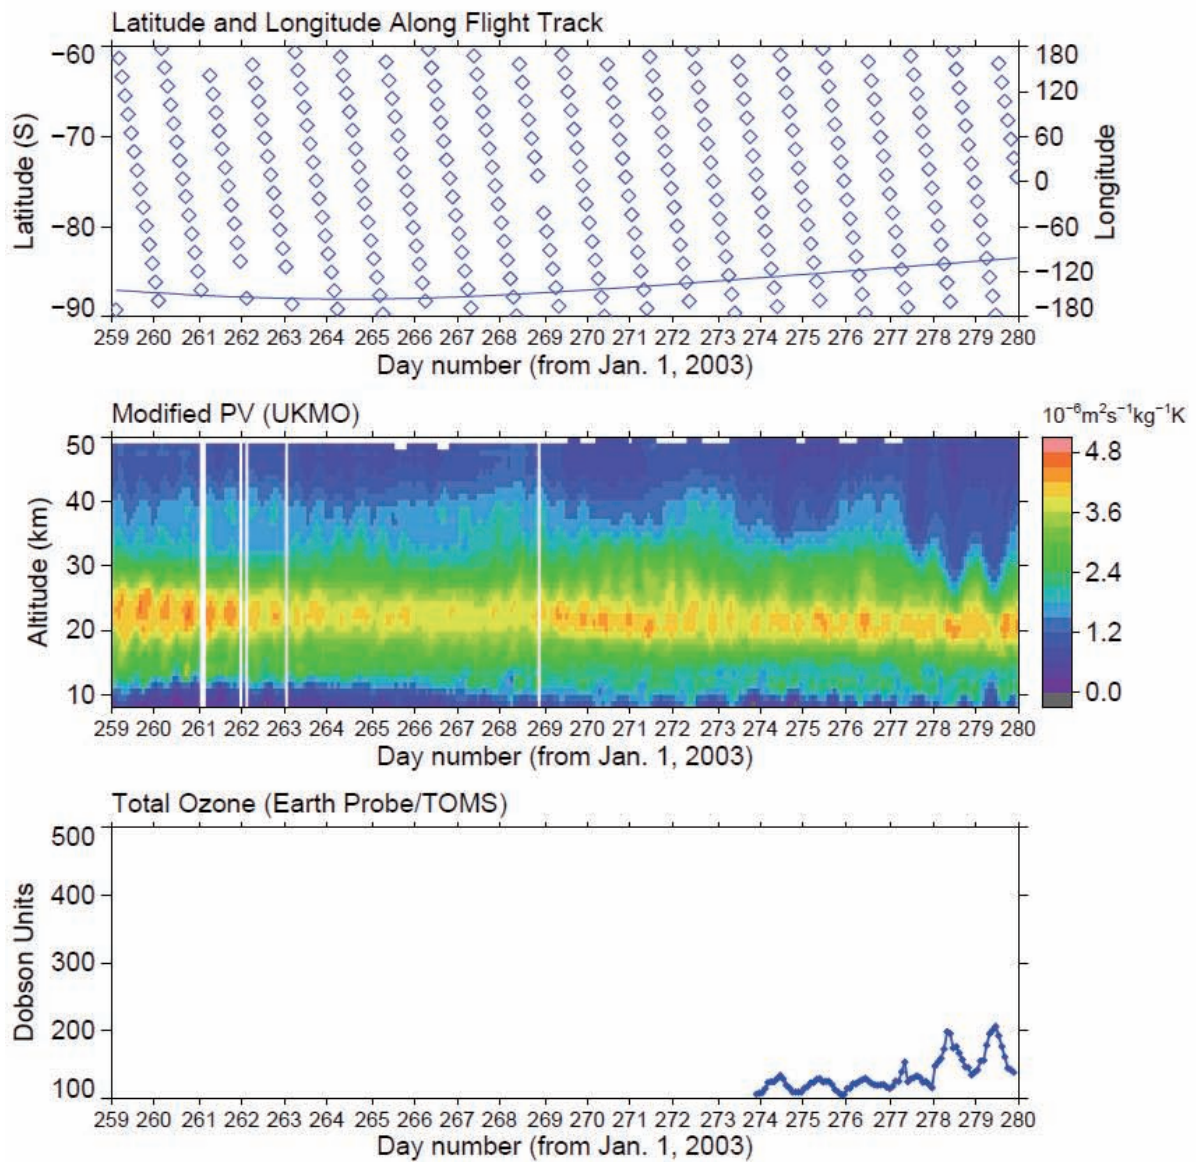 Latitude and Longitude Along Flight Track
−60
−70
−80
−90
Latitude (S)
180
120
60
0
−60
−120
−180
Longitude
259 260 261 262 263 264 265 266 267 268 269 270 271 272 273 274 275 276 277 278 279 280
Day number (from Jan. 1, 2003)
Modified PV (UKMO)
10⁻⁶m²s⁻¹kg⁻¹K
50
40
30
20
10
Altitude (km)
4.8
3.6
2.4
1.2
0.0
259 260 261 262 263 264 265 266 267 268 269 270 271 272 273 274 275 276 277 278 279 280
Day number (from Jan. 1, 2003)
Total Ozone (Earth Probe/TOMS)
500
400
300
200
100
Dobson Units
259 260 261 262 263 264 265 266 267 268 269 270 271 272 273 274 275 276 277 278 279 280
Day number (from Jan. 1, 2003)